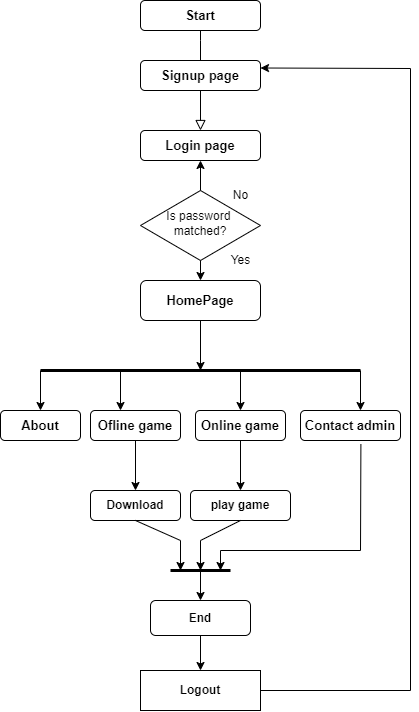 Start
Signup page
Login page
No
Is password
matched?
Yes
HomePage
About
Ofline game
Online game
Contact admin
Download
play game
End
Logout